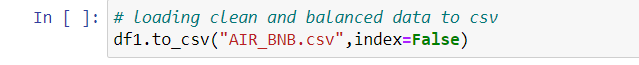 In [ ]: # loading clean and balanced data to csv
df1.to_csv("AIR_BNB.csv",index=False)